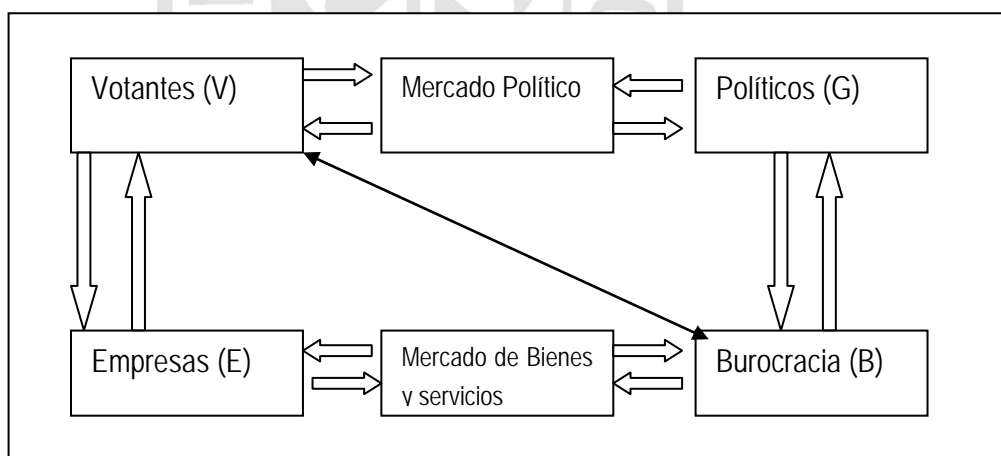 Votantes (V)
Mercado Político
Políticos (G)
Empresas (E)
Mercado de Bienes
y servicios
Burocracia (B)